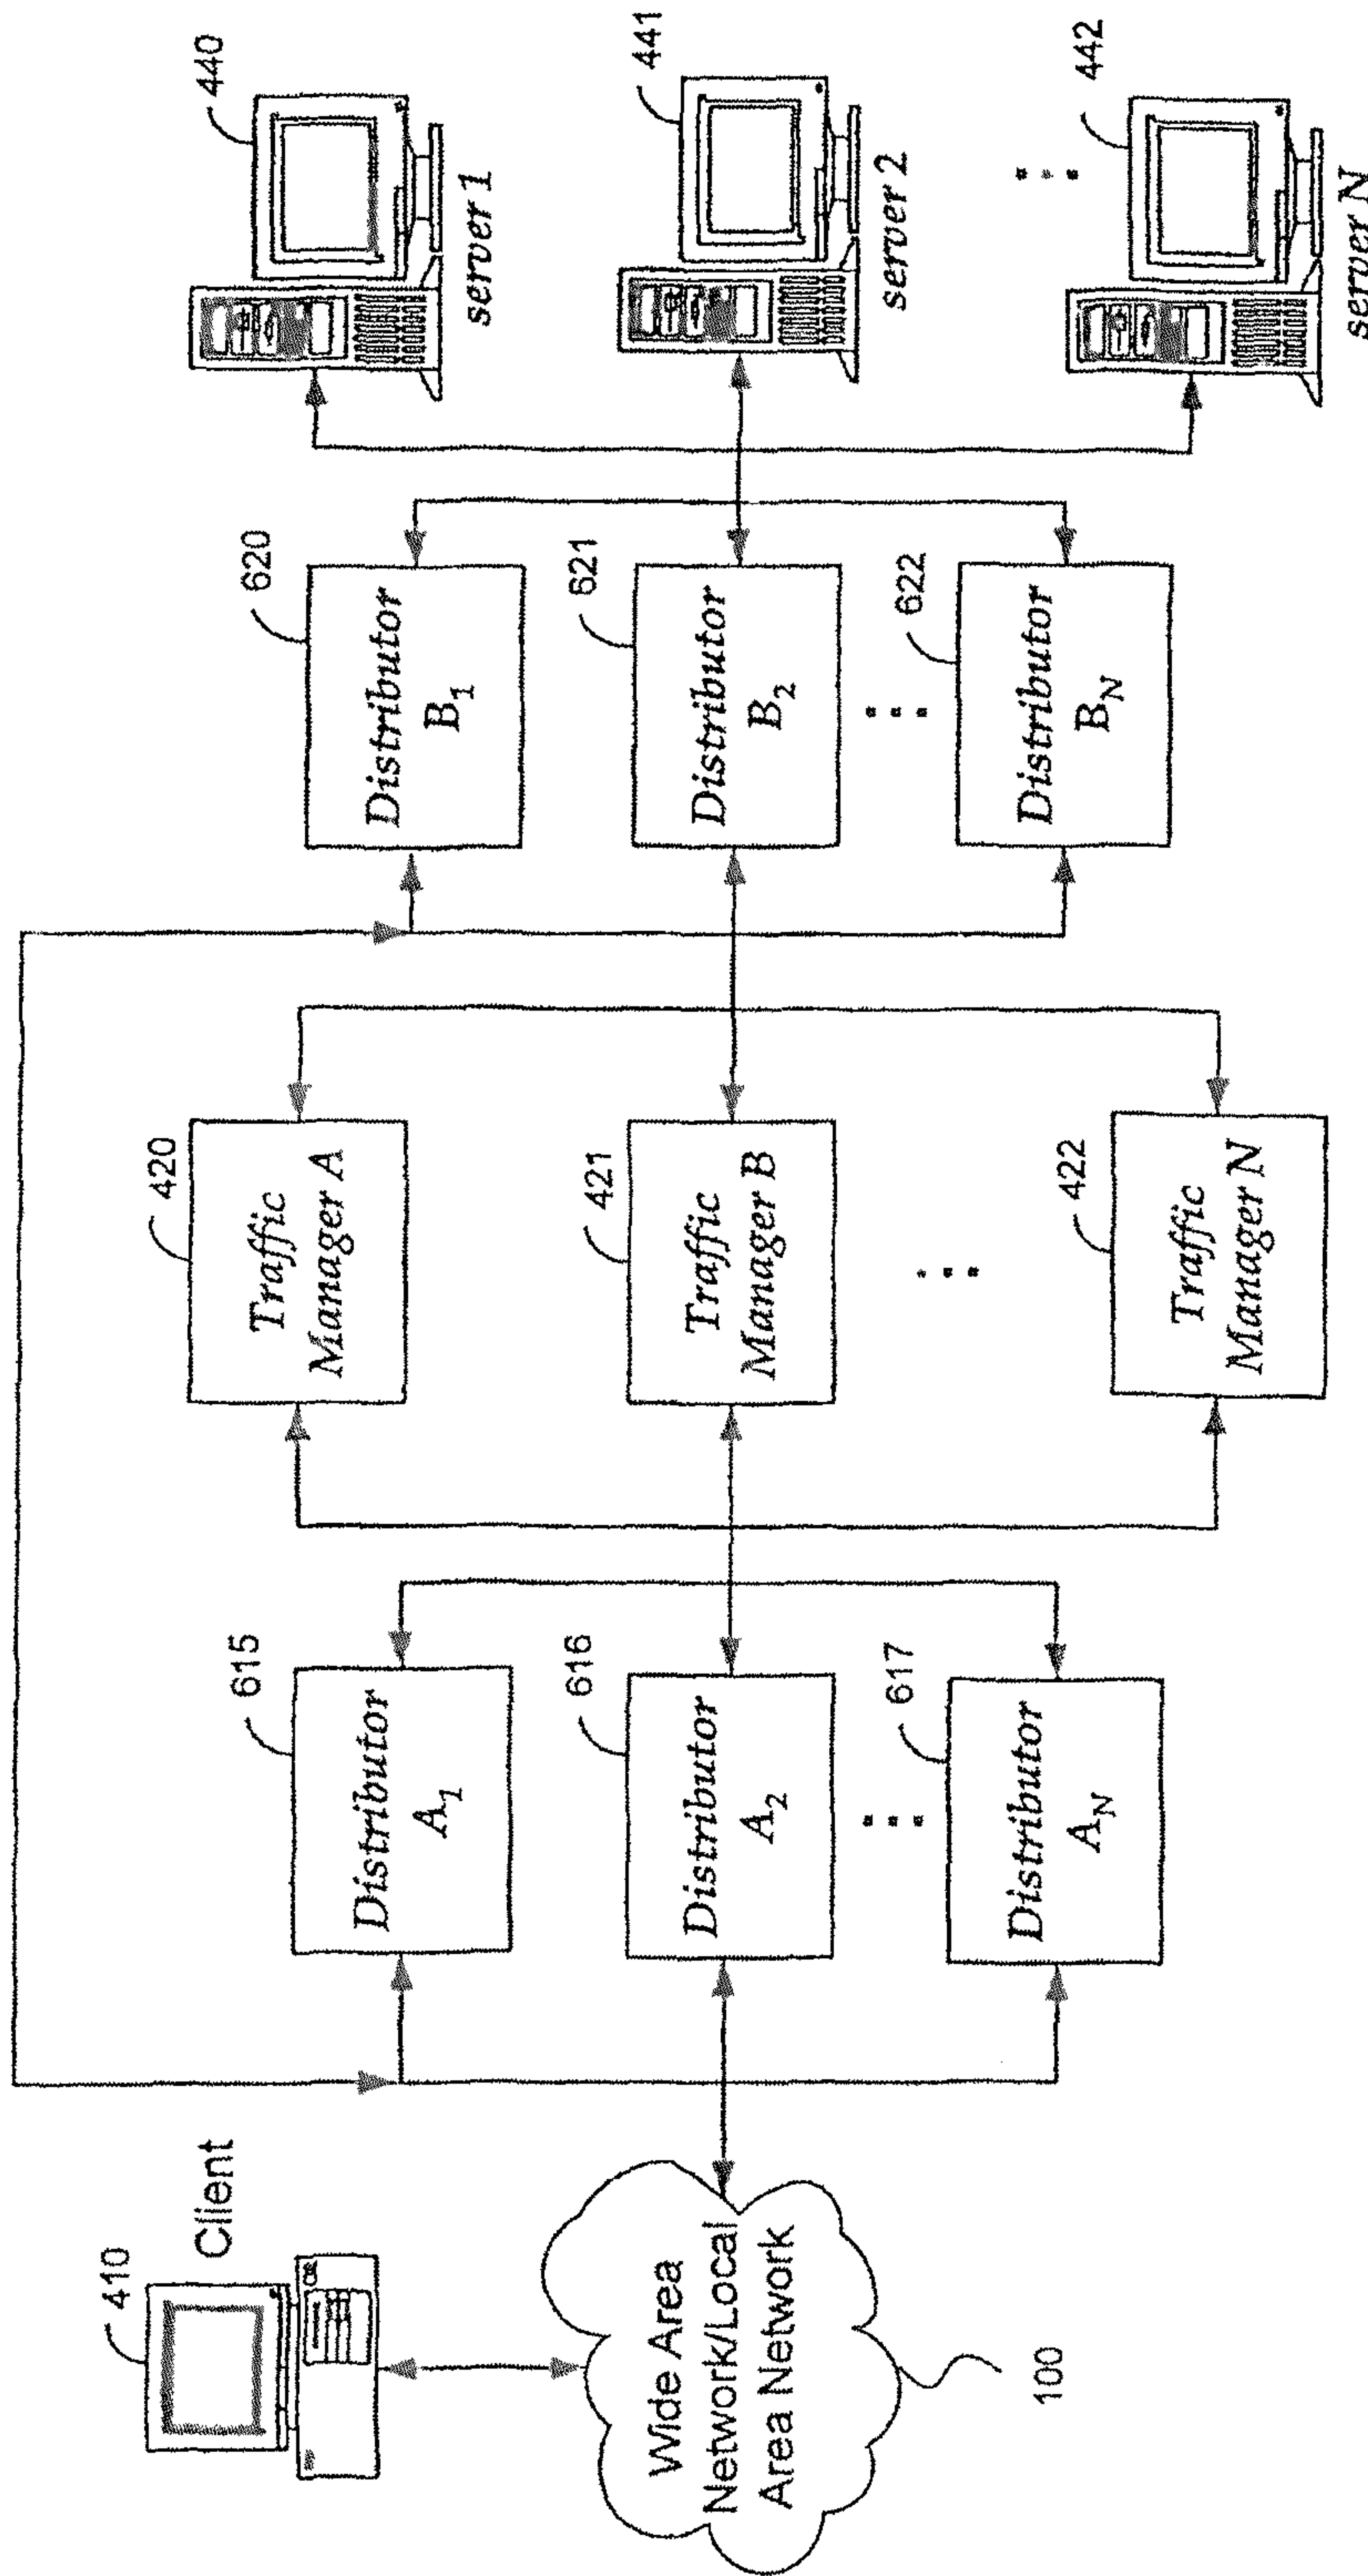 410
Client
Wide Area
Network/Local
Area Network
100
615
Distributor
A₁
616
Distributor
A₂
617
Distributor
A_N
420
Traffic
Manager A
421
Traffic
Manager B
422
Traffic
Manager N
620
Distributor
B₁
621
Distributor
B₂
622
Distributor
B_N
440
server 1
441
server 2
442
server N